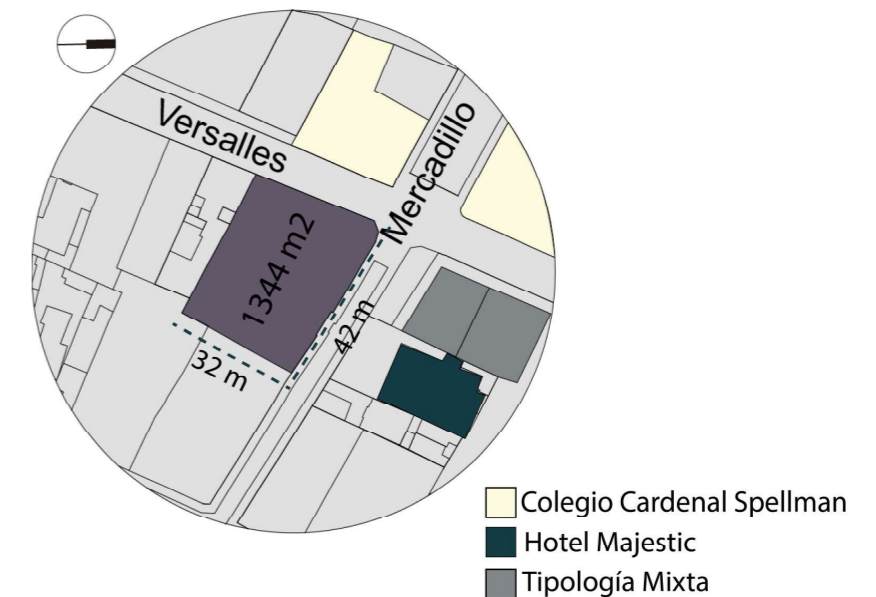 Versalles
Mercadillo
1344 m2
42 m
32 m
Colegio Cardenal Spellman
Hotel Majestic
Tipología Mixta